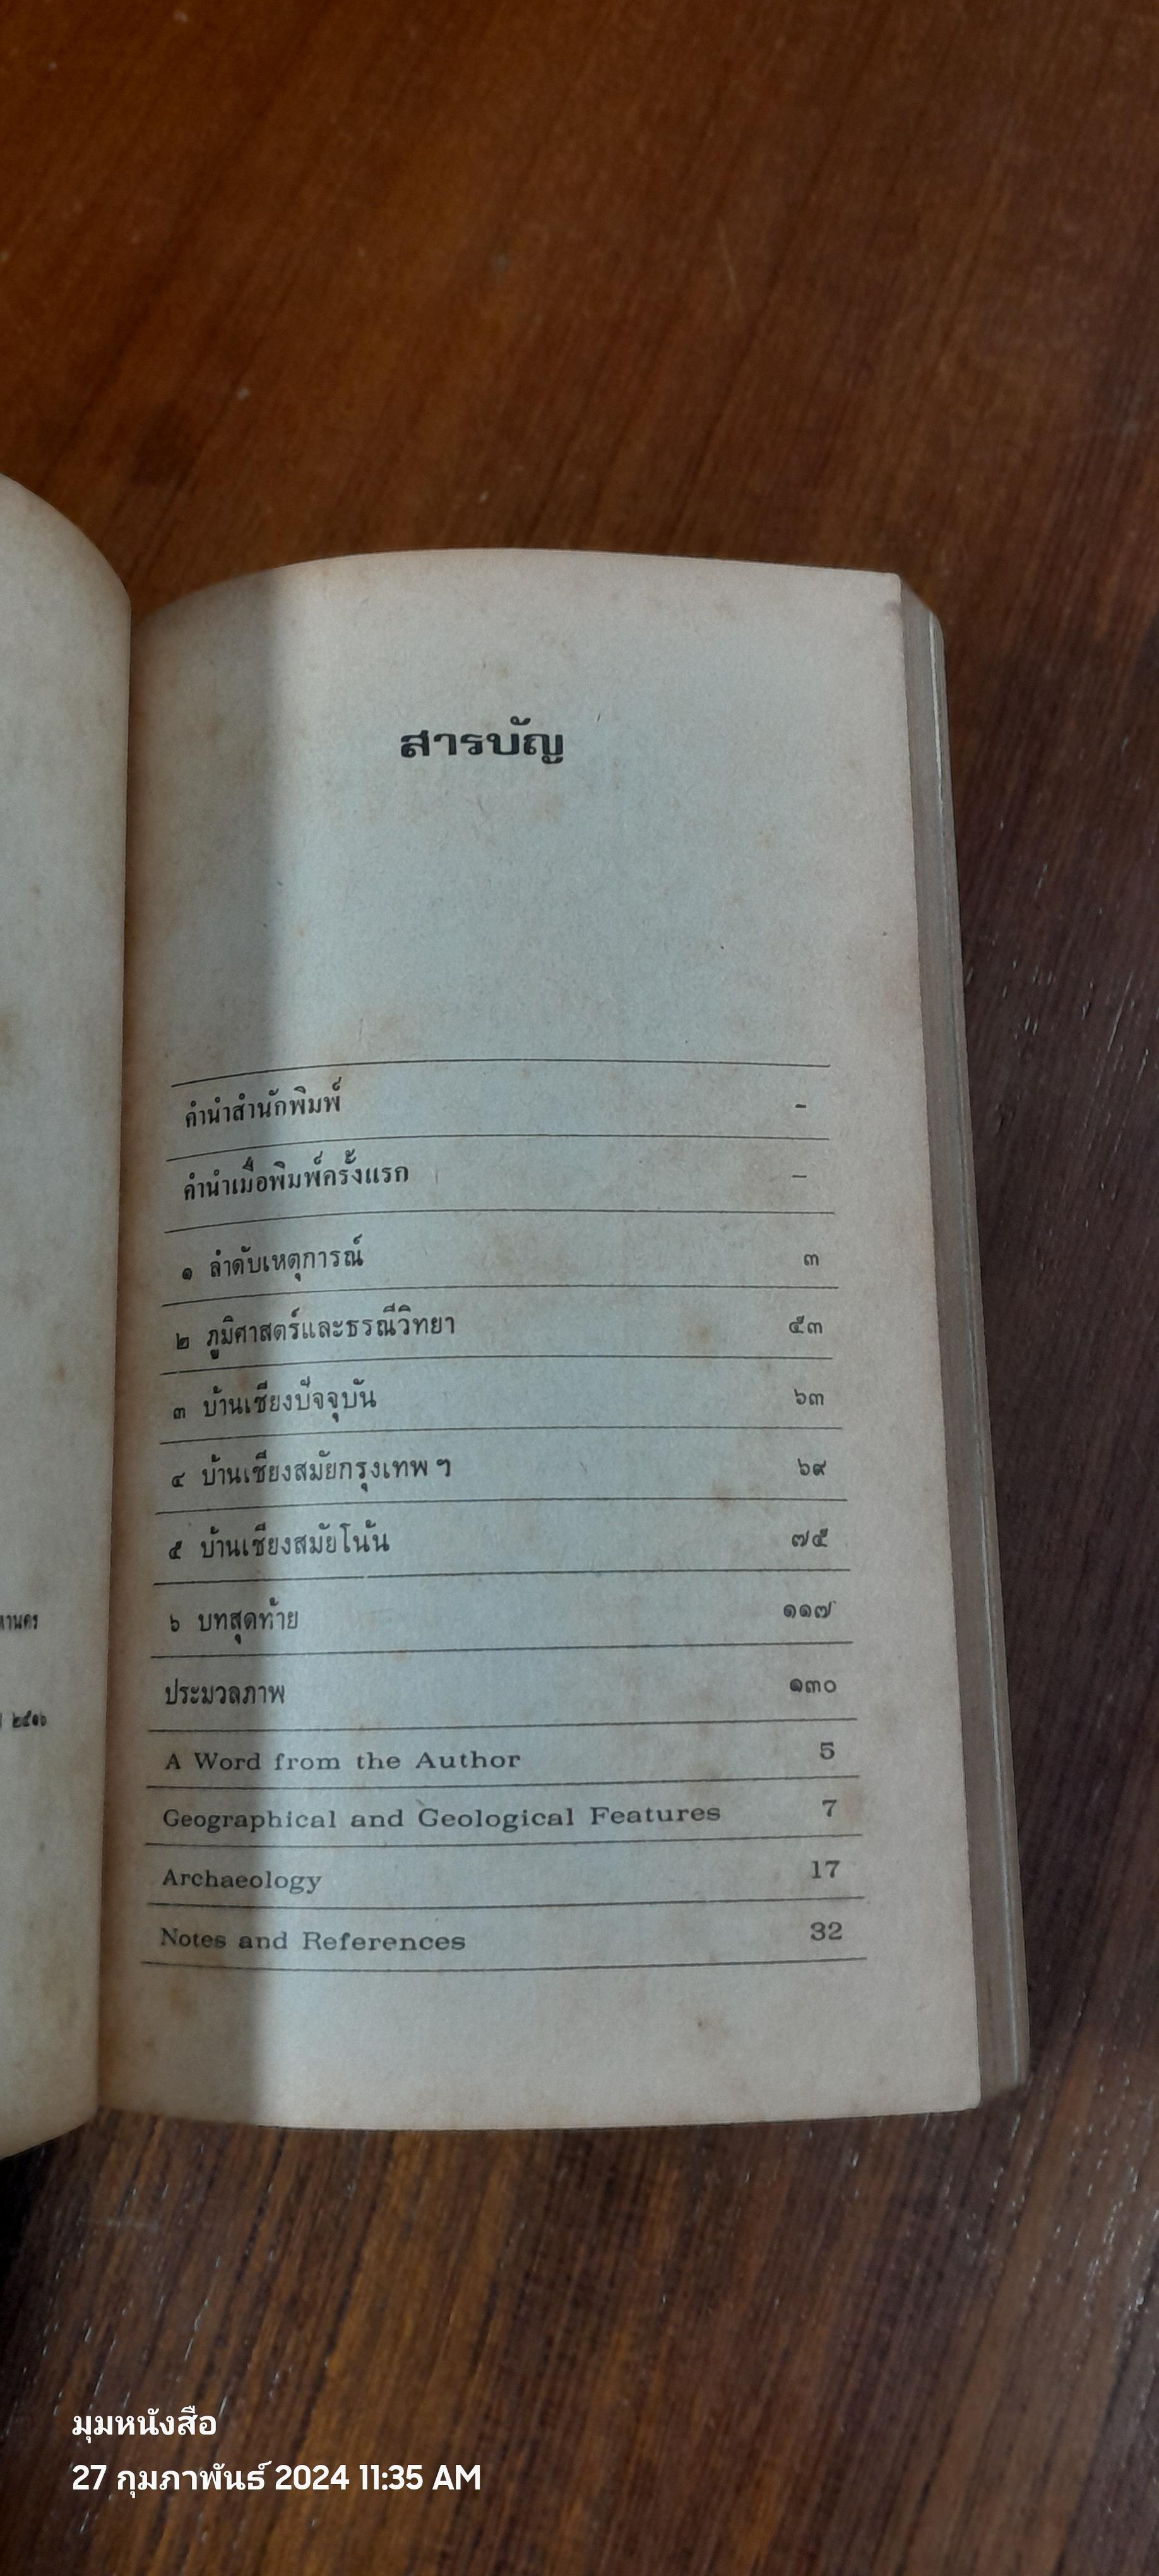 สารบัญ
คำนำสำนักพิมพ์ -
คำนำเมื่อพิมพ์ครั้งแรก -
๑ ลำดับเหตุการณ์ ๓
๒ ภูมิศาสตร์และธรณีวิทยา ๕๓
๓ บ้านเชียงปัจจุบัน ๖๓
๔ บ้านเชียงสมัยกรุงเทพ ฯ ๖๙
๕ บ้านเชียงสมัยโน้น ๗๕
๖ บทสุดท้าย ๑๑๗
ประมวลภาพ ๑๓๐
A Word from the Author 5
Geographical and Geological Features 7
Archaeology 17
Notes and References 32
มุมหนังสือ
27 กุมภาพันธ์ 2024 11:35 AM